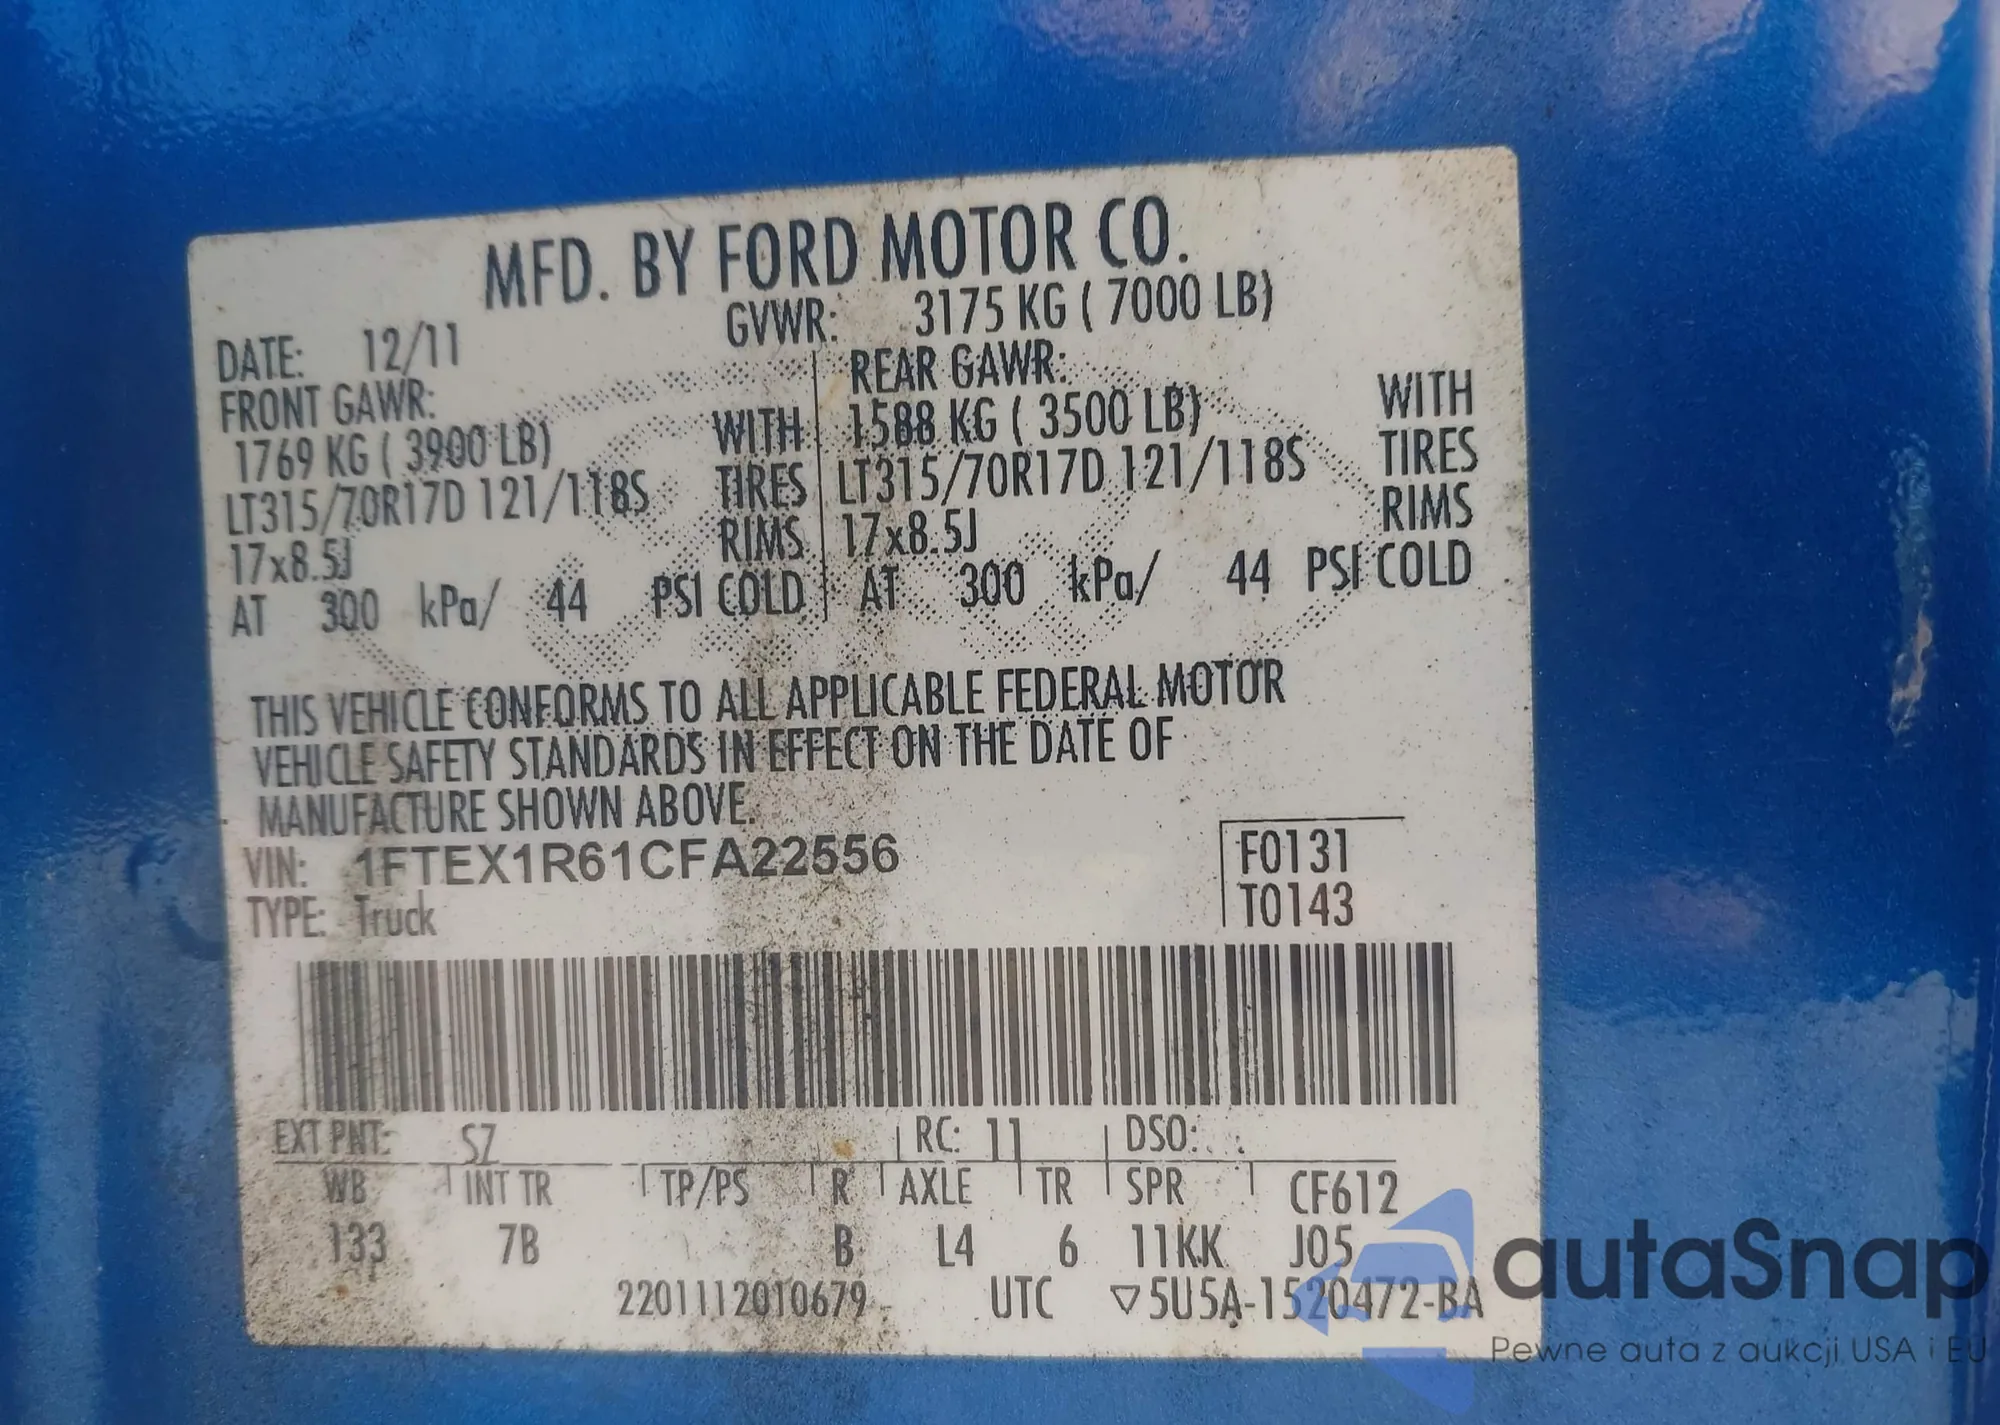 MFD. BY FORD MOTOR CO.
DATE: 12/11 GVWR: 3175 KG ( 7000 LB)
FRONT GAWR: REAR GAWR:
1769 KG ( 3900 LB) WITH 1588 KG ( 3500 LB) WITH
LT315/70R17D 121/118S TIRES LT315/70R17D 121/118S TIRES
17x8.5J RIMS 17x8.5J RIMS
AT 300 kPa/ 44 PSI COLD AT 300 kPa/ 44 PSI COLD
THIS VEHICLE CONFORMS TO ALL APPLICABLE FEDERAL MOTOR
VEHICLE SAFETY STANDARDS IN EFFECT ON THE DATE OF
MANUFACTURE SHOWN ABOVE.
VIN: 1FTEX1R61CFA22556 F0131
TYPE: Truck T0143
EXT PNT: SZ RC: 11 DSO:
WB INT TR TP/PS R AXLE TR SPR CF612
133 7B B L4 6 11KK J05
2201112010679 UTC ▽5U5A-1520472-BA
autaSnap
Pewne auta z aukcji USA i EU